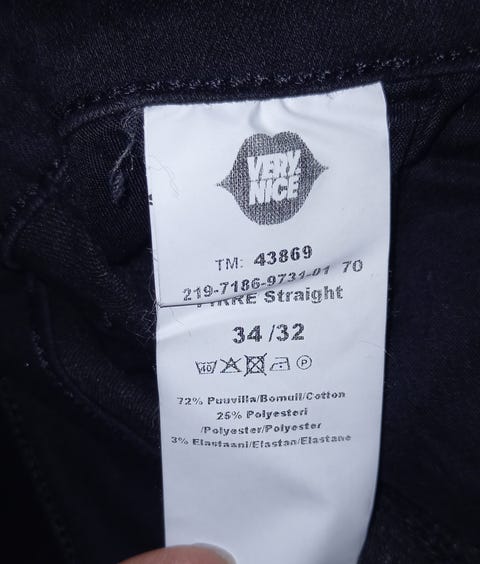 VERY
NICE
TM: 43869
219-7186-9731-01 70
Straight
34/32
40 P
72% Puuvilla/Bomull/Cotton
25% Polyesteri
/Polyester/Polyester
3% Elastaani/Elastan/Elastane